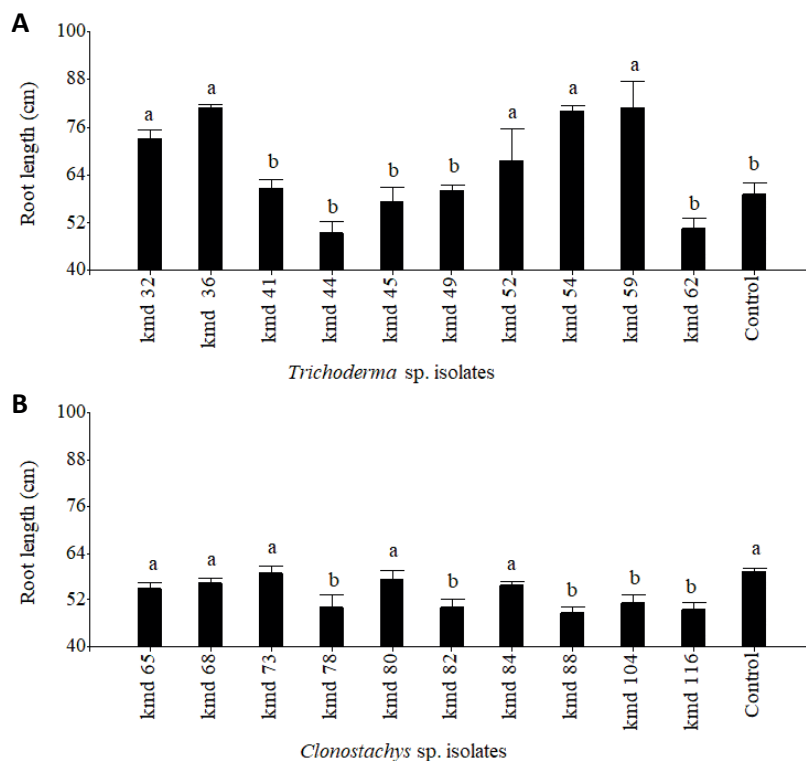 A
Root length (cm)
100
88
76
64
52
40
a
a
b
b
b
b
a
a
a
b
b
kmd 32
kmd 36
kmd 41
kmd 44
kmd 45
kmd 49
kmd 52
kmd 54
kmd 59
kmd 62
Control
Trichoderma sp. isolates
B
Root length (cm)
100
88
76
64
52
40
a
a
a
b
a
b
a
b
b
b
a
kmd 65
kmd 68
kmd 73
kmd 78
kmd 80
kmd 82
kmd 84
kmd 88
kmd 104
kmd 116
Control
Clonostachys sp. isolates